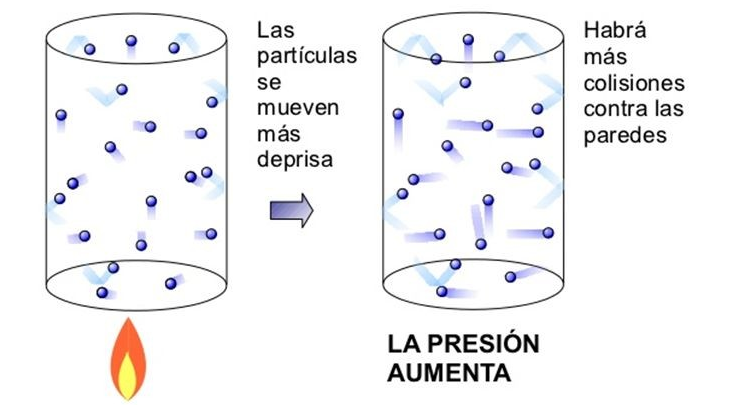 Las
partículas
se
mueven
más
deprisa
Habrá
más
colisiones
contra las
paredes
LA PRESIÓN
AUMENTA